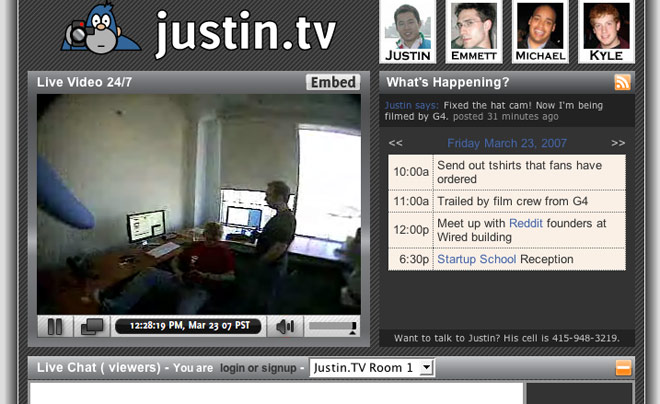 justin.tv
JUSTIN EMMETT MICHAEL KYLE
Live Video 24/7 Embed
12:28:19 PM, Mar 23 07 PST
What's Happening?
Justin says: Fixed the hat cam! Now I'm being
filmed by G4. posted 31 minutes ago
<< Friday March 23, 2007 >>
10:00a Send out tshirts that fans have
ordered
11:00a Trailed by film crew from G4
12:00p Meet up with Reddit founders at
Wired building
6:30p Startup School Reception
Want to talk to Justin? His cell is 415-948-3219.
Live Chat ( viewers) - You are login or signup - Justin.TV Room 1